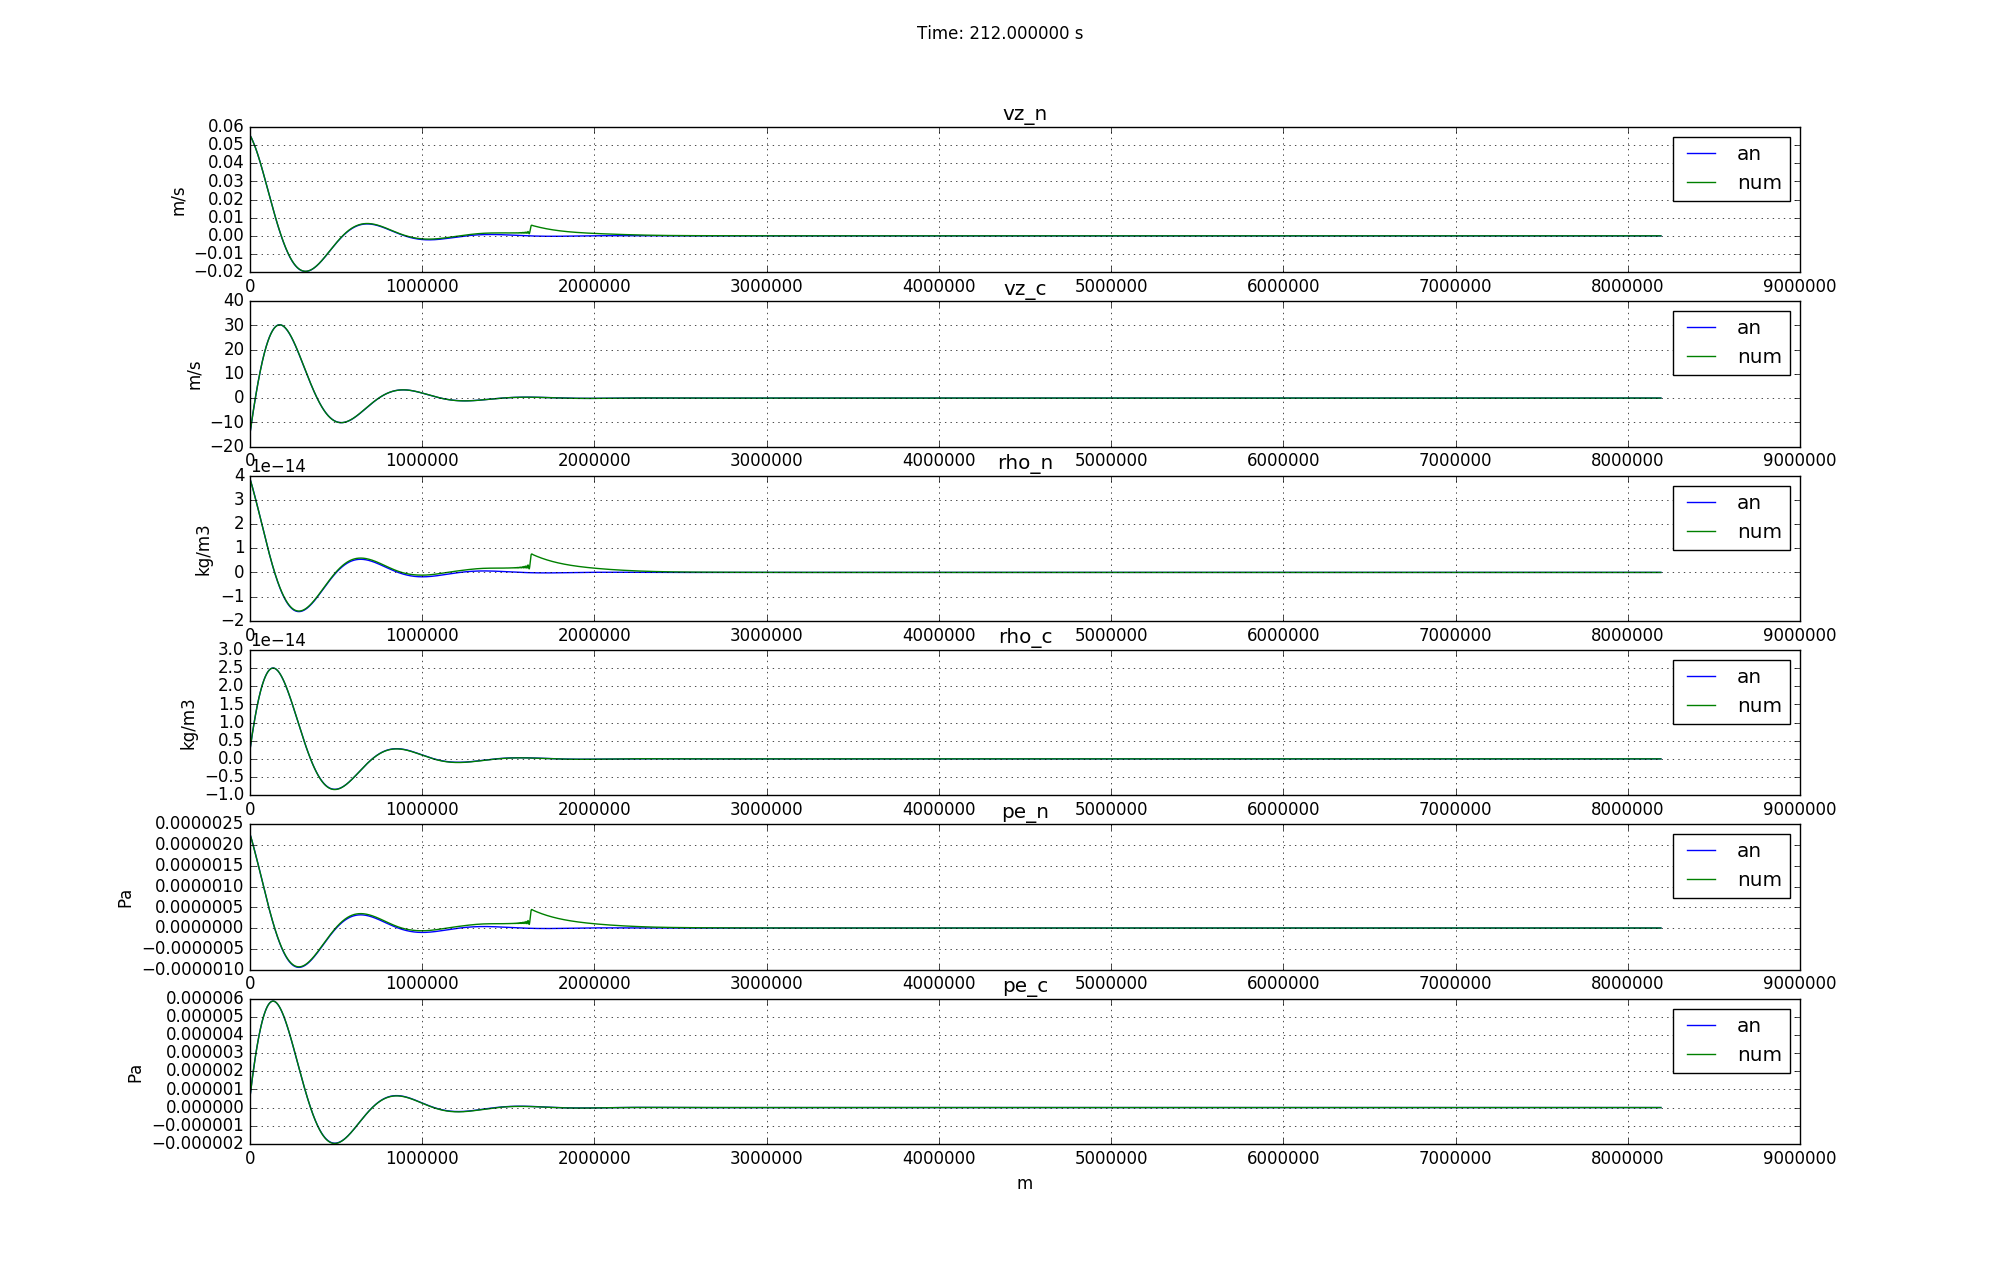 Time: 212.000000 s
vz_n
0.06
0.05
0.04
0.03
0.02
0.01
0.00
−0.01
−0.02
m/s
an
num
0 1000000 2000000 3000000 4000000 5000000 6000000 7000000 8000000 9000000
vz_c
40
30
20
10
0
−10
−20
m/s
an
num
0 1000000 2000000 3000000 4000000 5000000 6000000 7000000 8000000 9000000
1e−14
rho_n
4
3
2
1
0
−1
−2
kg/m3
an
num
0 1000000 2000000 3000000 4000000 5000000 6000000 7000000 8000000 9000000
1e−14
rho_c
3.0
2.5
2.0
1.5
1.0
0.5
0.0
−0.5
−1.0
kg/m3
an
num
0 1000000 2000000 3000000 4000000 5000000 6000000 7000000 8000000 9000000
pe_n
0.0000025
0.0000020
0.0000015
0.0000010
0.0000005
0.0000000
−0.0000005
−0.0000010
Pa
an
num
0 1000000 2000000 3000000 4000000 5000000 6000000 7000000 8000000 9000000
pe_c
0.000006
0.000005
0.000004
0.000003
0.000002
0.000001
0.000000
−0.000001
−0.000002
Pa
an
num
0 1000000 2000000 3000000 4000000 5000000 6000000 7000000 8000000 9000000
m